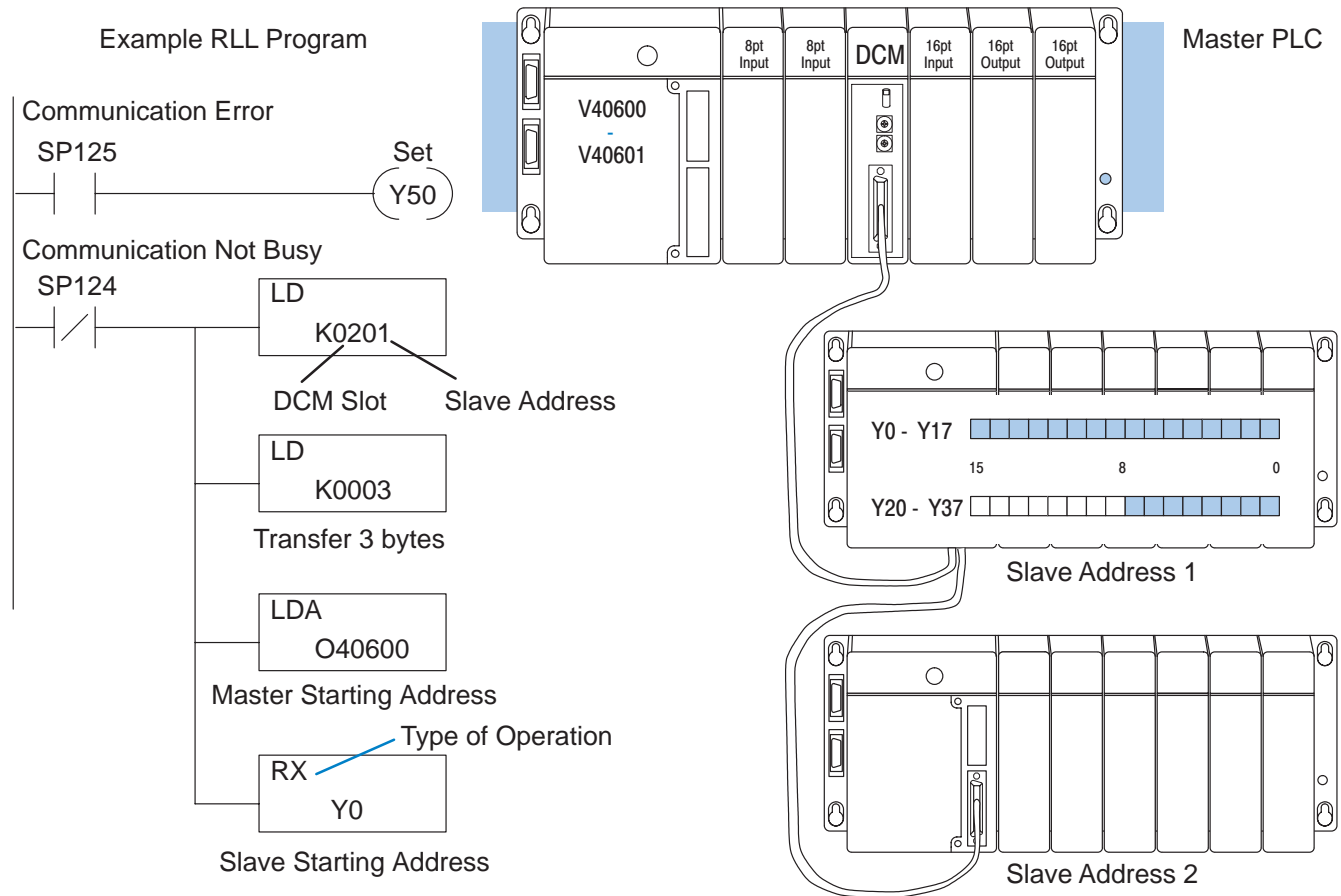 Example RLL Program
Communication Error
SP125
Set
Y50
Communication Not Busy
SP124
LD
K0201
DCM Slot
Slave Address
LD
K0003
Transfer 3 bytes
LDA
O40600
Master Starting Address
Type of Operation
RX
Y0
Slave Starting Address
Master PLC
8pt Input
8pt Input
DCM
16pt Input
16pt Output
16pt Output
V40600
-
V40601
Y0 - Y17
15 8 0
Y20 - Y37
Slave Address 1
Slave Address 2